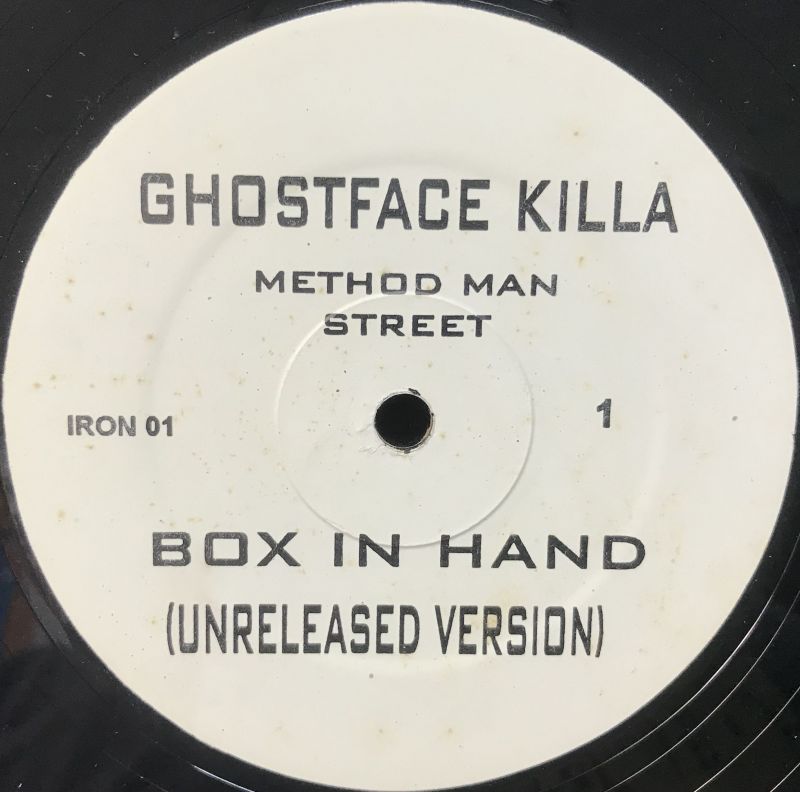 GHOSTFACE KILLA
METHOD MAN
STREET
IRON 01
1
BOX IN HAND
(UNRELEASED VERSION)